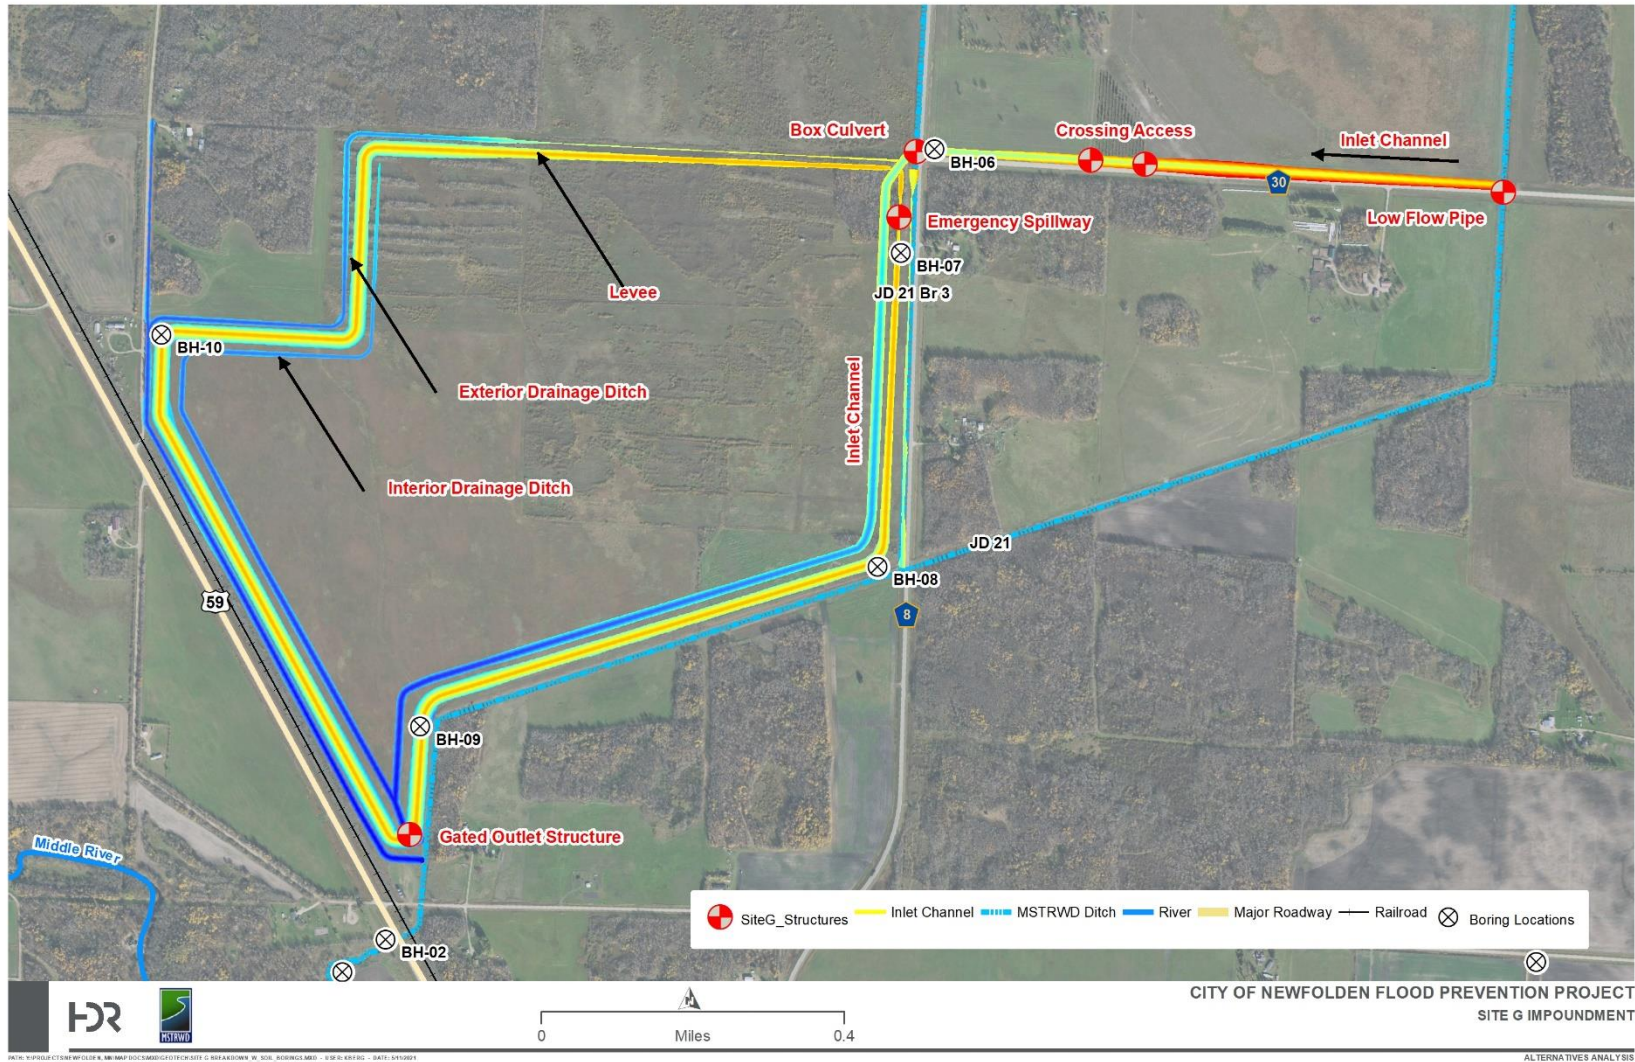 Box Culvert
Crossing Access
Inlet Channel
BH-06
30
Low Flow Pipe
Emergency Spillway
BH-07
JD 21 Br 3
Levee
BH-10
Exterior Drainage Ditch
Inlet Channel
Interior Drainage Ditch
JD 21
BH-08
59
8
BH-09
Gated Outlet Structure
Middle River
BH-02
SiteG_Structures Inlet Channel MSTRWD Ditch River Major Roadway Railroad Boring Locations
HDR
MSTRWD
N
0 Miles 0.4
CITY OF NEWFOLDEN FLOOD PREVENTION PROJECT
SITE G IMPOUNDMENT
ALTERNATIVES ANALYSIS